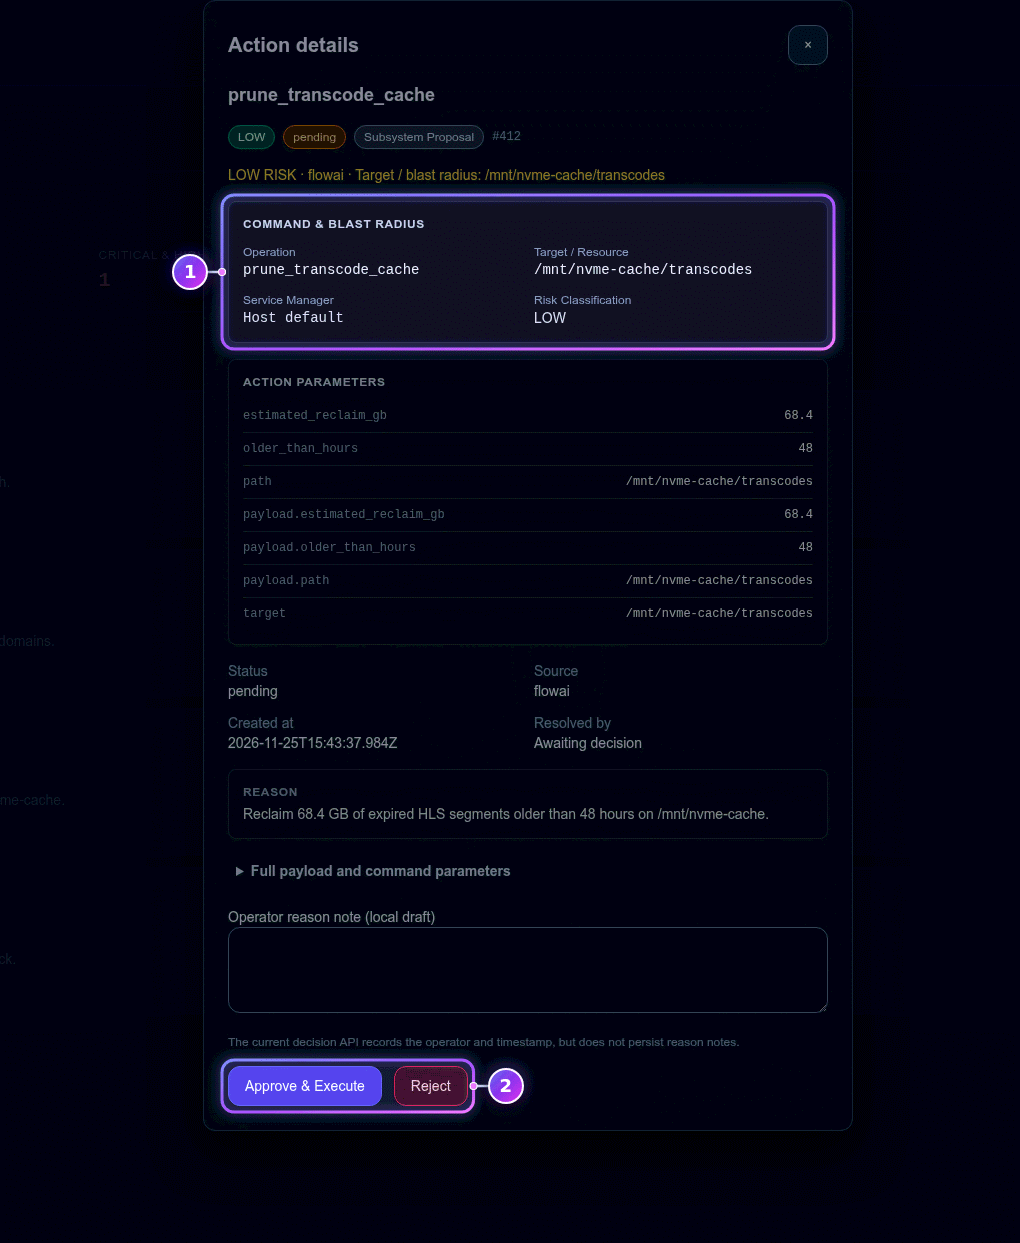 Action details
×
prune_transcode_cache
LOW pending Subsystem Proposal #412
LOW RISK · flowai · Target / blast radius: /mnt/nvme-cache/transcodes
COMMAND & BLAST RADIUS
Operation
prune_transcode_cache
Target / Resource
/mnt/nvme-cache/transcodes
Service Manager
Host default
Risk Classification
LOW
CRITICAL &
1
1
ACTION PARAMETERS
estimated_reclaim_gb 68.4
older_than_hours 48
path /mnt/nvme-cache/transcodes
payload.estimated_reclaim_gb 68.4
payload.older_than_hours 48
payload.path /mnt/nvme-cache/transcodes
target /mnt/nvme-cache/transcodes
h.
domains.
me-cache.
ck.
Status
pending
Source
flowai
Created at
2026-11-25T15:43:37.984Z
Resolved by
Awaiting decision
REASON
Reclaim 68.4 GB of expired HLS segments older than 48 hours on /mnt/nvme-cache.
Full payload and command parameters
Operator reason note (local draft)
The current decision API records the operator and timestamp, but does not persist reason notes.
Approve & Execute Reject
2